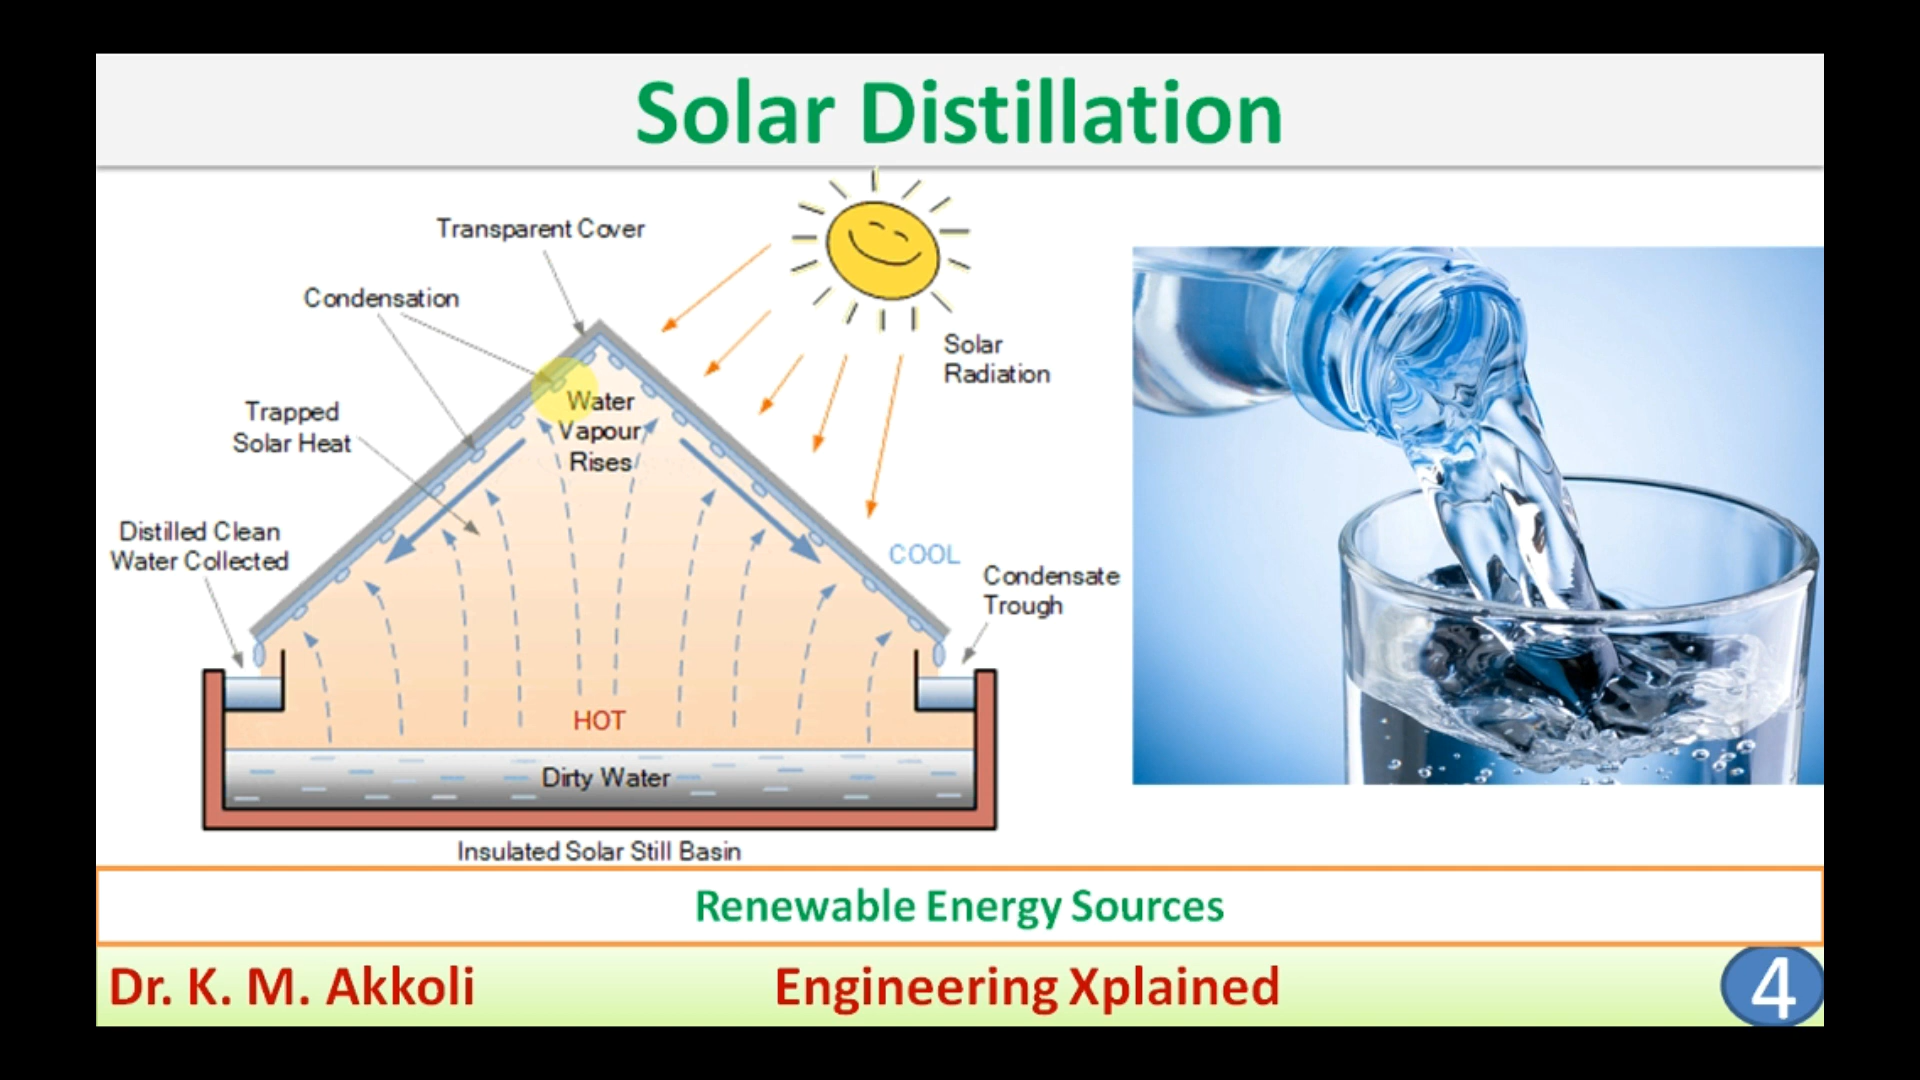 Solar Distillation
Transparent Cover
Condensation
Solar
Radiation
Trapped
Solar Heat
Water
Vapour
Rises
Distilled Clean
Water Collected
COOL
Condensate
Trough
HOT
Dirty Water
Insulated Solar Still Basin
Renewable Energy Sources
Dr. K. M. Akkoli
Engineering Xplained
4